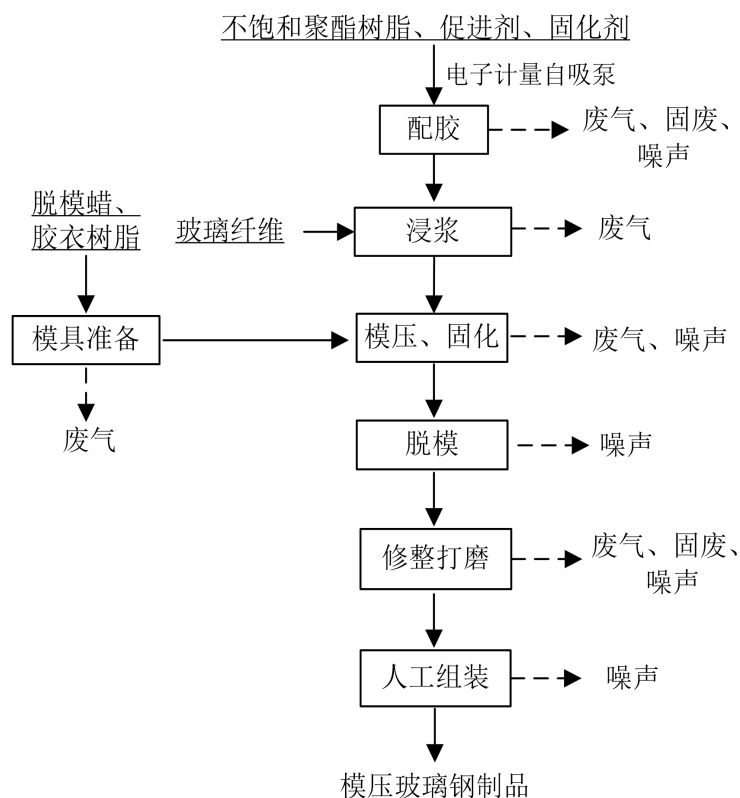 不饱和聚酯树脂、促进剂、固化剂
电子计量自吸泵
配胶
废气、固废、
噪声
脱模蜡、
胶衣树脂
玻璃纤维
浸浆
废气
模具准备
模压、固化
废气、噪声
废气
脱模
噪声
修整打磨
废气、固废、
噪声
人工组装
噪声
模压玻璃钢制品